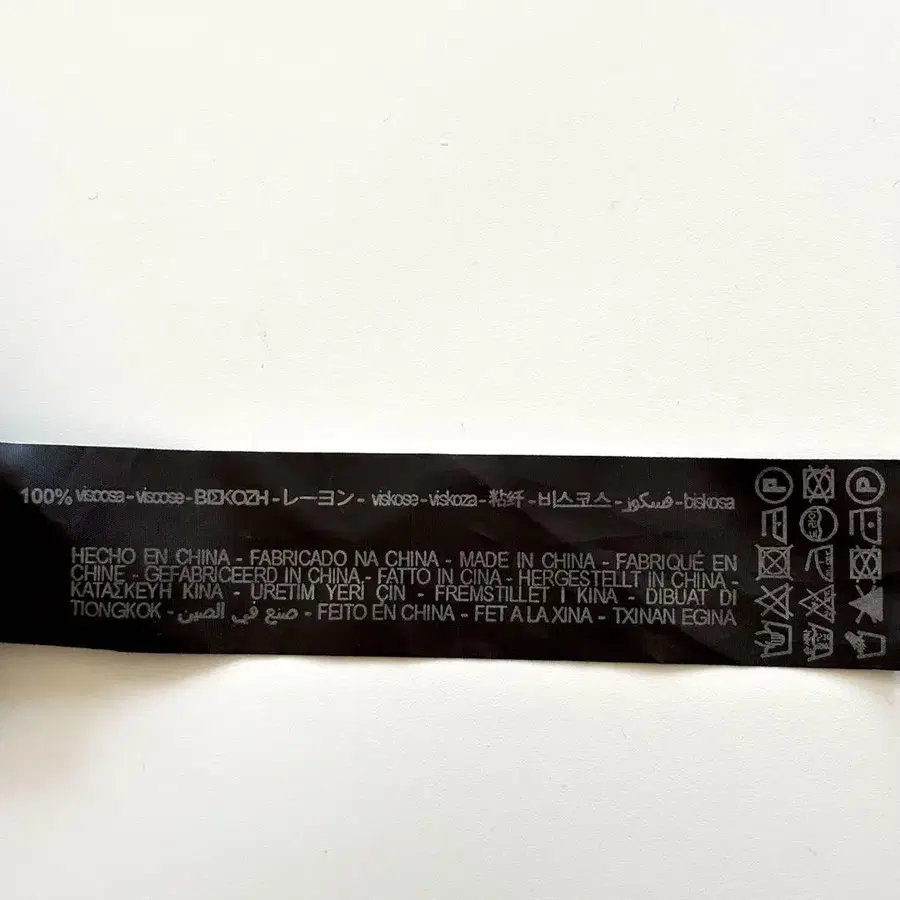 100% viscosa - viscose - ΒΙΣΚΟΖΗ - レーヨン - viskose - viskoza - 粘纤 - 비스코스 - فسكوز - biskosa
HECHO EN CHINA - FABRICADO NA CHINA - MADE IN CHINA - FABRIQUÉ EN
CHINE - GEFABRICEERD IN CHINA - FATTO IN CINA - HERGESTELLT IN CHINA -
ΚΑΤΑΣΚΕΥΗ ΚΙΝΑ - URETIM YERI ÇIN - FREMSTILLET I KINA - DIBUAT DI
TIONGKOK - صنع في الصين - FEITO EN CHINA - FET A LA XINA - TXINAN EGINA
P P